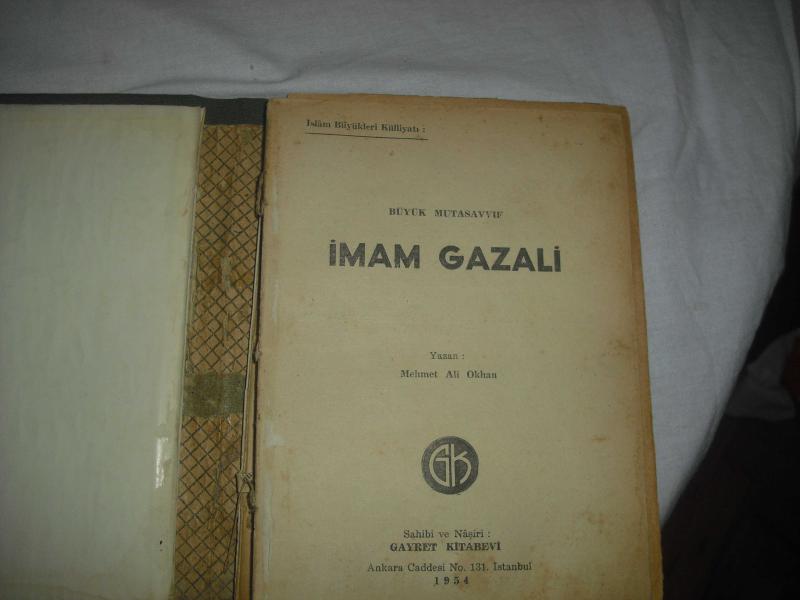 İslâm Büyükleri Külliyatı :
BÜYÜK MUTASAVVIF
İMAM GAZALİ
Yazan :
Mehmet Ali Okhan
GK
Sahibi ve Nâşiri :
GAYRET KİTABEVİ
Ankara Caddesi No. 131. İstanbul
1954